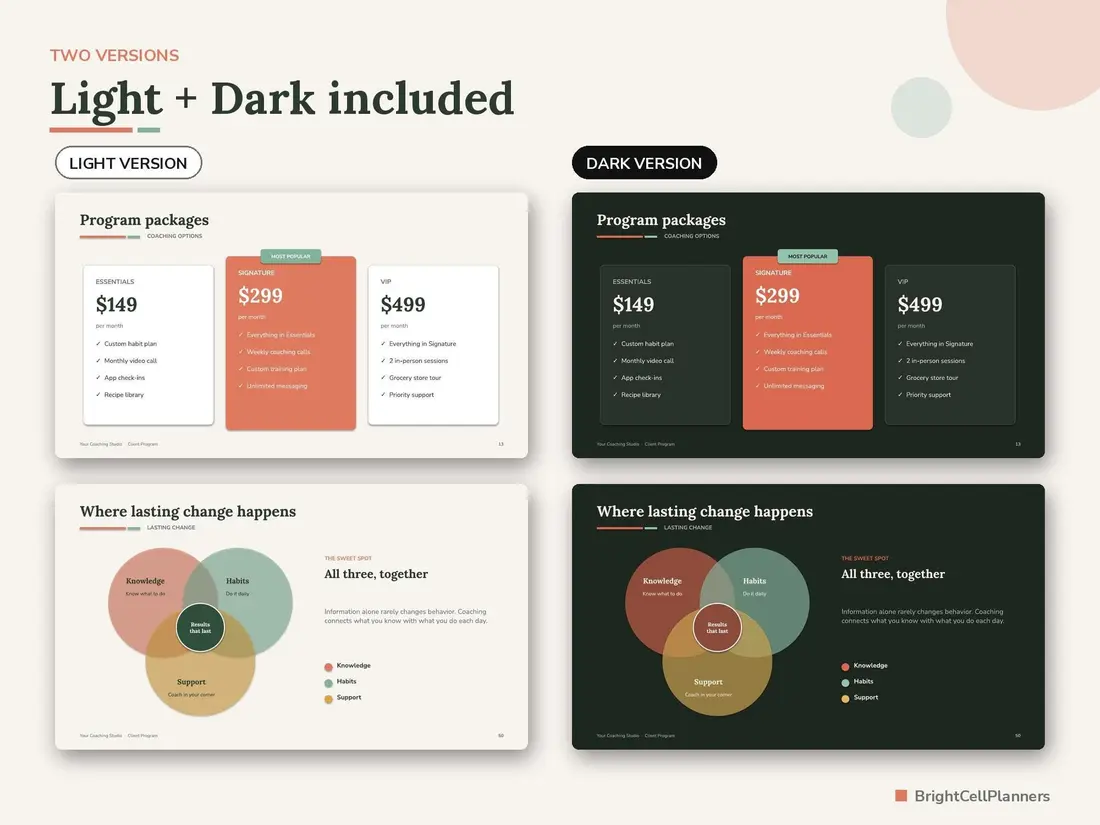 TWO VERSIONS
Light + Dark included
LIGHT VERSION
DARK VERSION
Program packages
COACHING OPTIONS
MOST POPULAR
ESSENTIALS
$149
per month
✓ Custom habit plan
✓ Monthly video call
✓ App check-ins
✓ Recipe library
SIGNATURE
$299
per month
✓ Everything in Essentials
✓ Weekly coaching calls
✓ Custom training plan
✓ Unlimited messaging
VIP
$499
per month
✓ Everything in Signature
✓ 2 in-person sessions
✓ Grocery store tour
✓ Priority support
Your Coaching Studio · Client Program
13
Program packages
COACHING OPTIONS
MOST POPULAR
ESSENTIALS
$149
per month
✓ Custom habit plan
✓ Monthly video call
✓ App check-ins
✓ Recipe library
SIGNATURE
$299
per month
✓ Everything in Essentials
✓ Weekly coaching calls
✓ Custom training plan
✓ Unlimited messaging
VIP
$499
per month
✓ Everything in Signature
✓ 2 in-person sessions
✓ Grocery store tour
✓ Priority support
Your Coaching Studio · Client Program
13
Where lasting change happens
LASTING CHANGE
Knowledge
Know what to do
Habits
Do it daily
Results
that last
Support
Coach in your corner
THE SWEET SPOT
All three, together
Information alone rarely changes behavior. Coaching
connects what you know with what you do each day.
Knowledge
Habits
Support
Your Coaching Studio · Client Program
60
Where lasting change happens
LASTING CHANGE
Knowledge
Know what to do
Habits
Do it daily
Results
that last
Support
Coach in your corner
THE SWEET SPOT
All three, together
Information alone rarely changes behavior. Coaching
connects what you know with what you do each day.
Knowledge
Habits
Support
Your Coaching Studio · Client Program
60
BrightCellPlanners